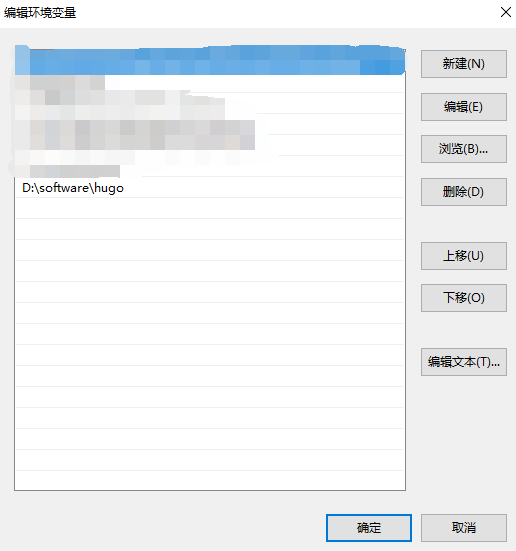 编辑环境变量
新建(N)
编辑(E)
浏览(B)...
D:\software\hugo
删除(D)
上移(U)
下移(O)
编辑文本(T)...
确定
取消